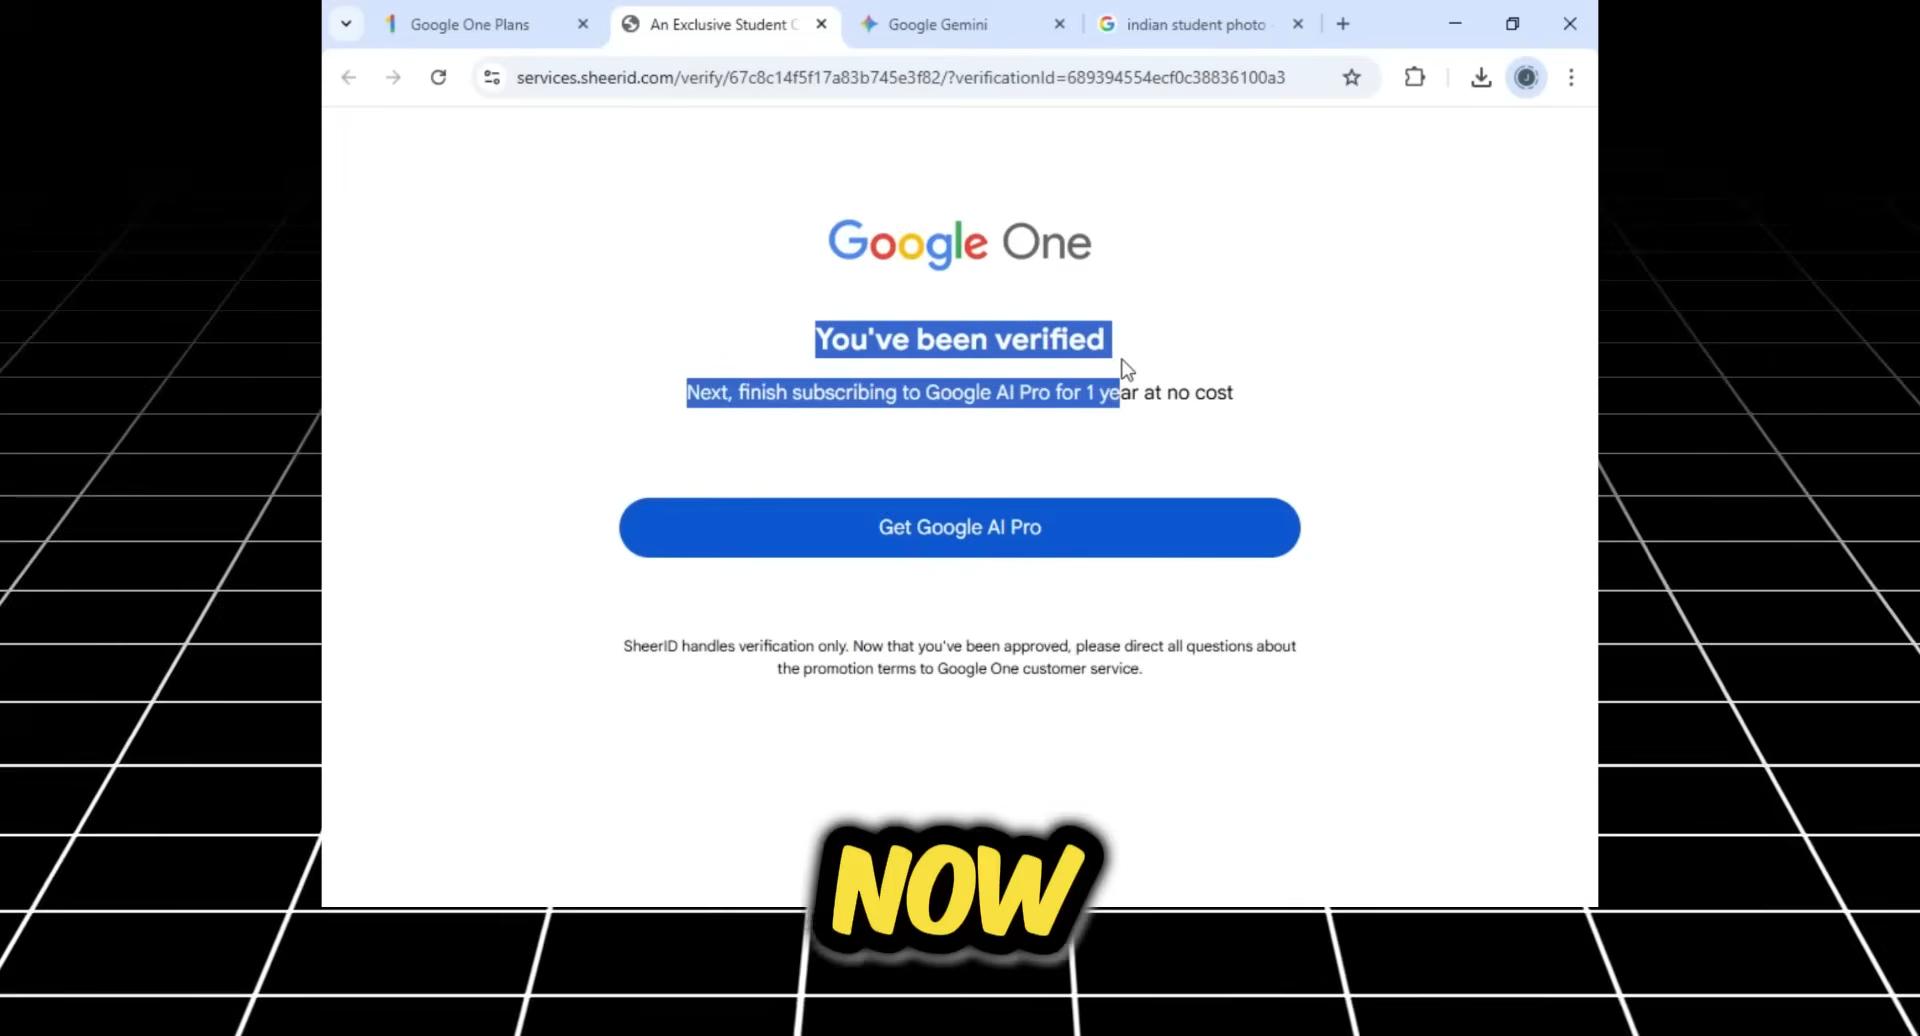 Google One Plans
An Exclusive Student
Google Gemini
indian student photo
services.sheerid.com/verify/67c8c14f5f17a83b745e3f82/?verificationId=689394554ecf0c38836100a3
Google One
You've been verified
Next, finish subscribing to Google AI Pro for 1 year at no cost
Get Google AI Pro
SheerID handles verification only. Now that you've been approved, please direct all questions about
the promotion terms to Google One customer service.
NOW